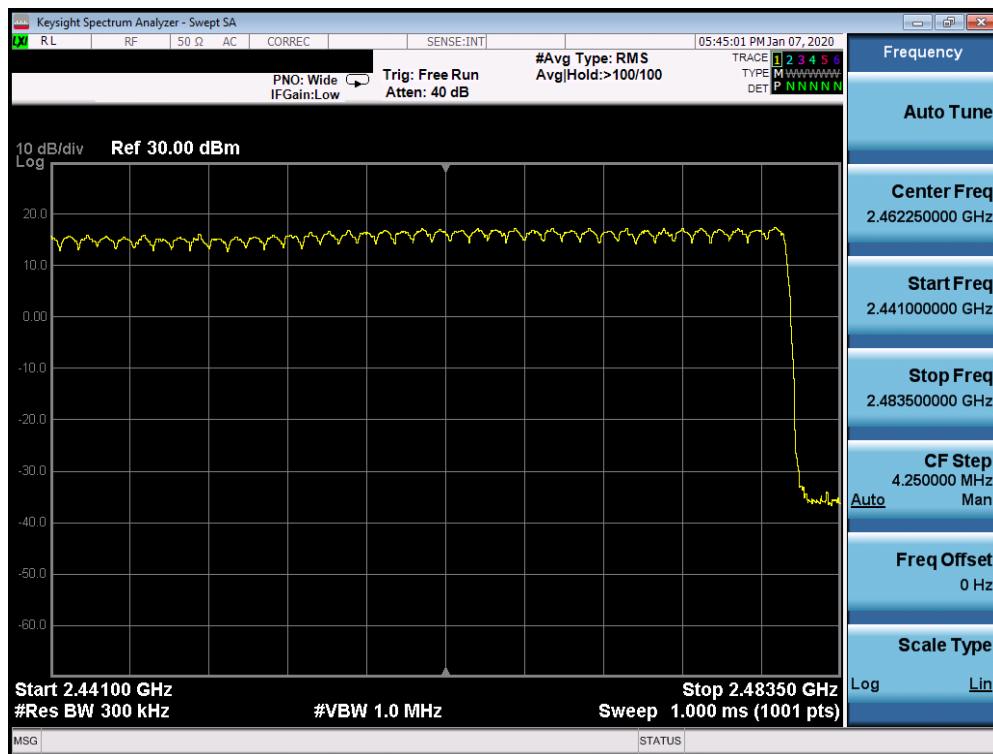 Keysight Spectrum Analyzer - Swept SA
LXI RL RF 50 Ω AC CORREC SENSE:INT 05:45:01 PM Jan 07, 2020
#Avg Type: RMS TRACE 1 2 3 4 5 6
PNO: Wide Trig: Free Run Avg|Hold:>100/100 TYPE M WWWWW
IFGain:Low Atten: 40 dB DET P N N N N N
10 dB/div Ref 30.00 dBm
Log
20.0
10.0
0.00
-10.0
-20.0
-30.0
-40.0
-50.0
-60.0
Start 2.44100 GHz Stop 2.48350 GHz
#Res BW 300 kHz #VBW 1.0 MHz Sweep 1.000 ms (1001 pts)
MSG STATUS
Frequency
Auto Tune
Center Freq
2.462250000 GHz
Start Freq
2.441000000 GHz
Stop Freq
2.483500000 GHz
CF Step
4.250000 MHz
Auto Man
Freq Offset
0 Hz
Scale Type
Log Lin